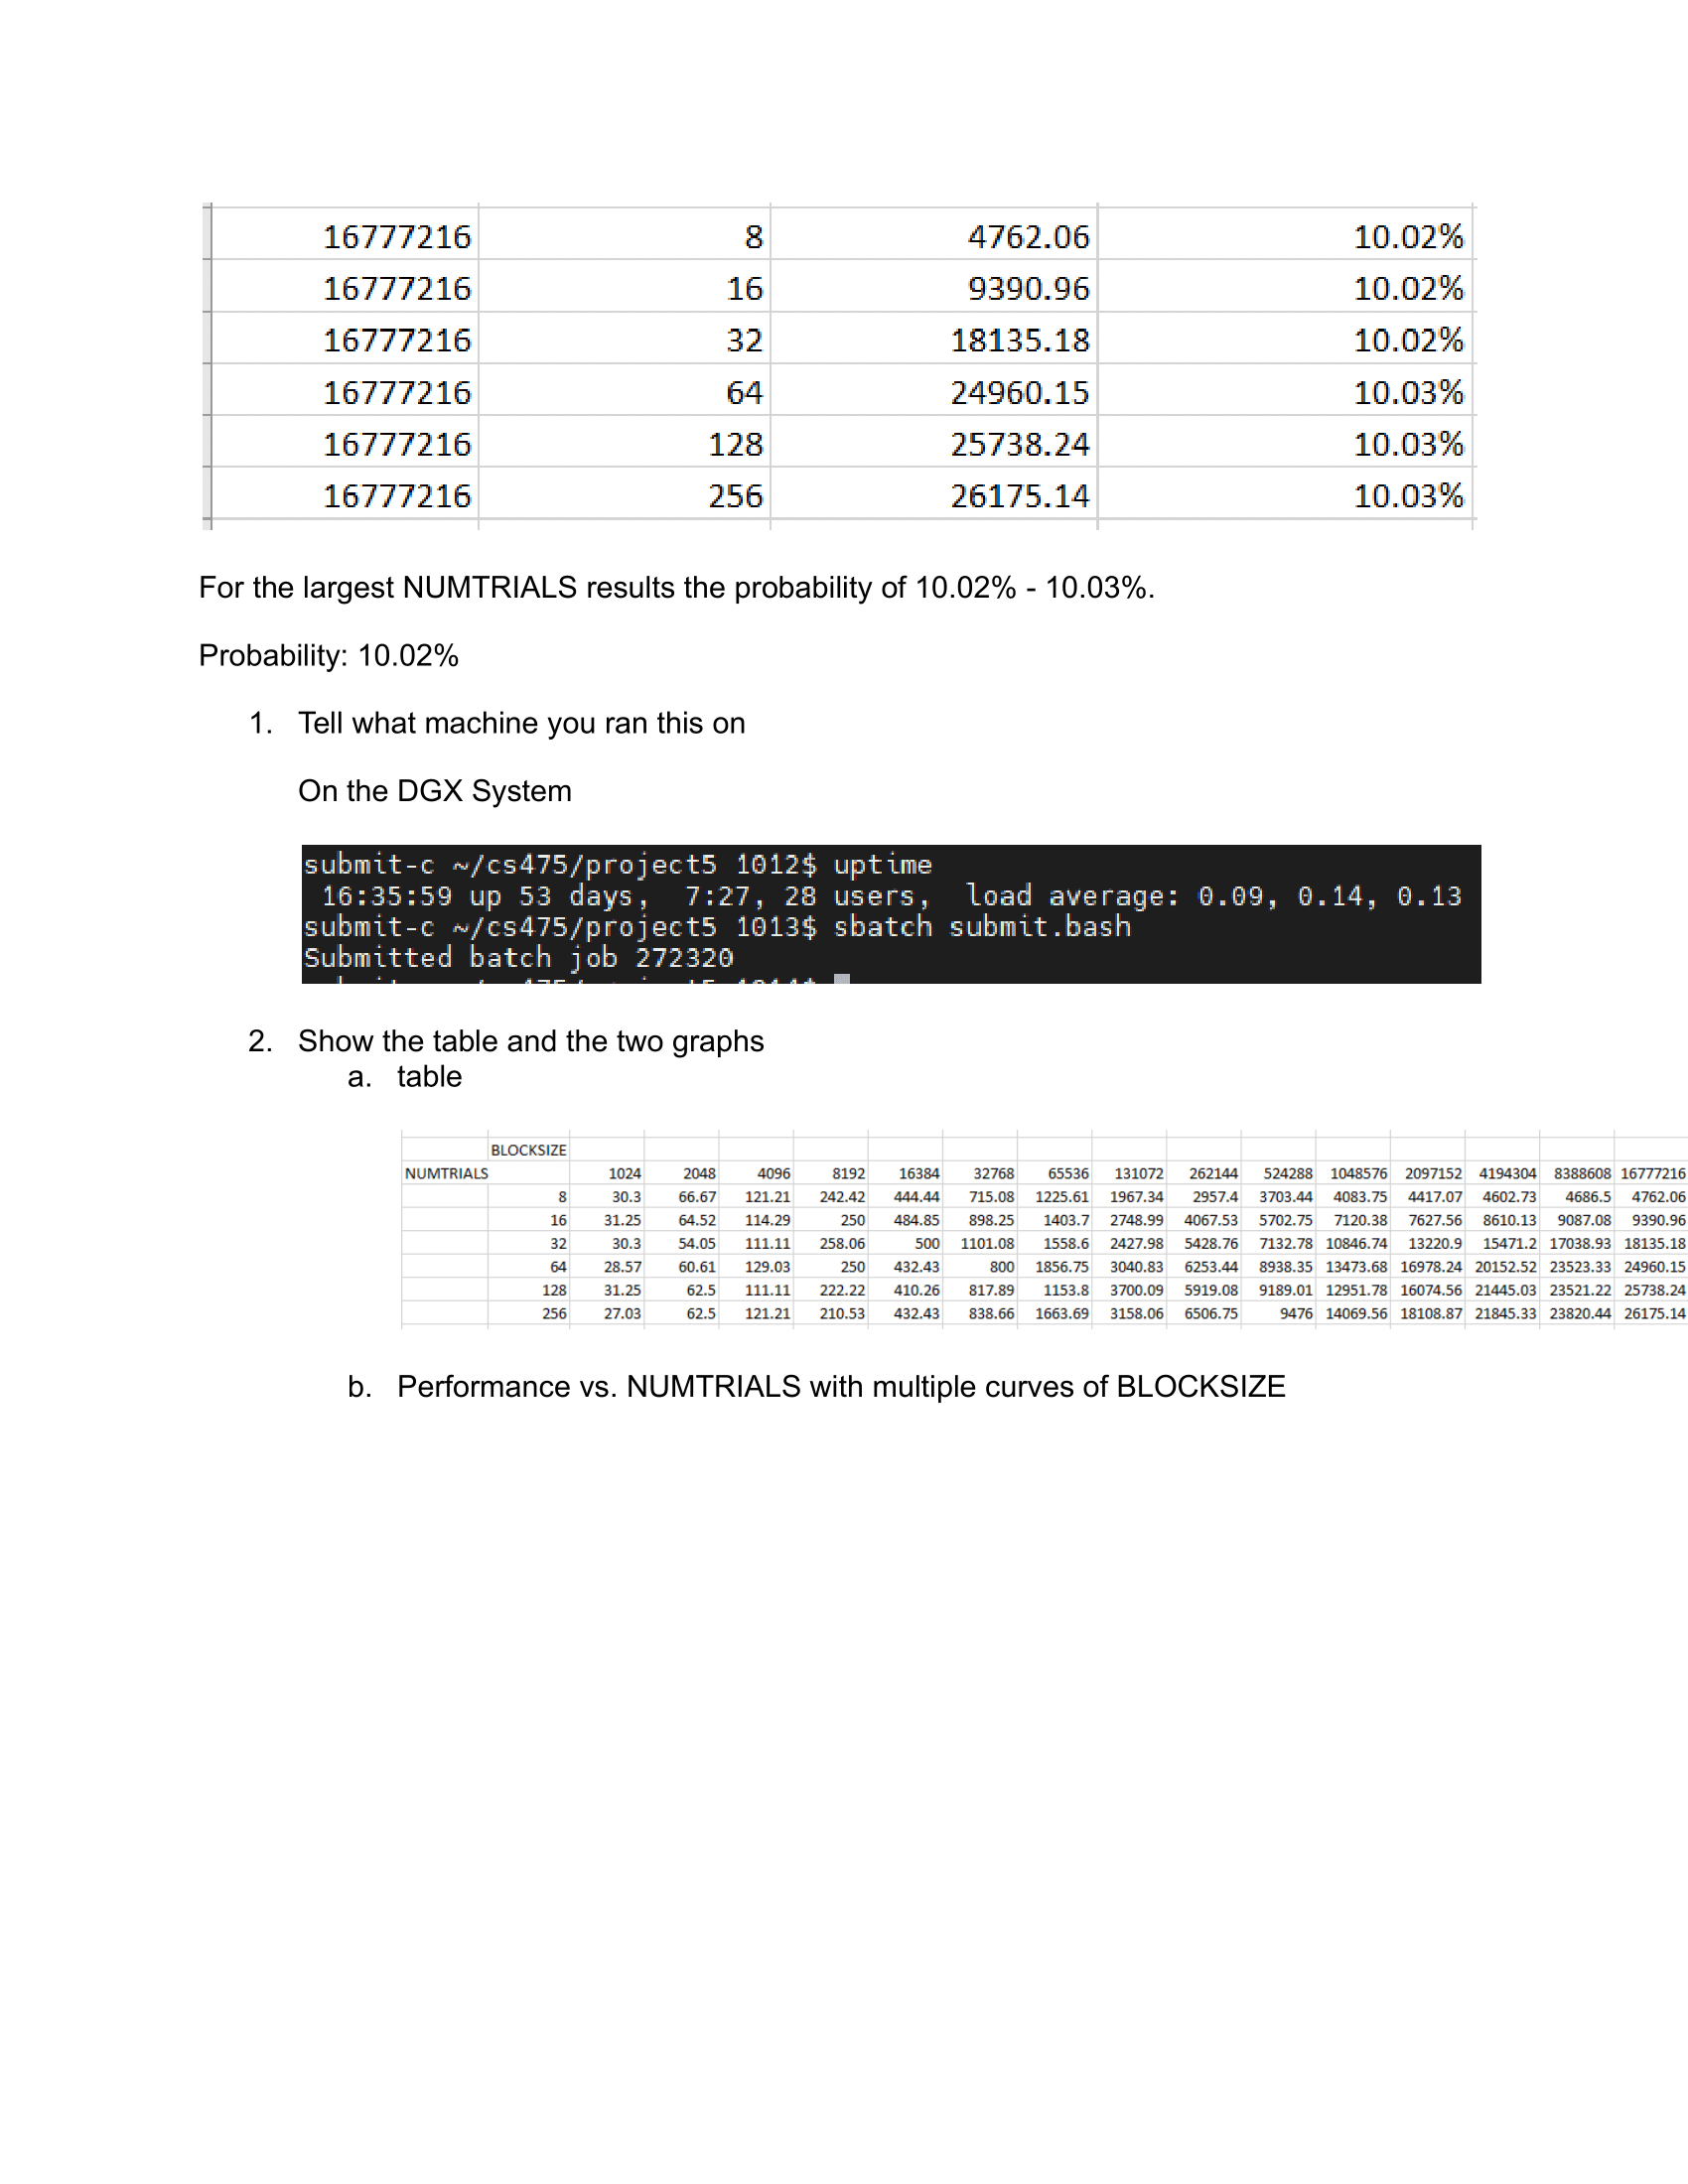 16777216 8 4762.06 10.02%
16777216 16 9390.96 10.02%
16777216 32 18135.18 10.02%
16777216 64 24960.15 10.03%
16777216 128 25738.24 10.03%
16777216 256 26175.14 10.03%
For the largest NUMTRIALS results the probability of 10.02% - 10.03%.
Probability: 10.02%
1. Tell what machine you ran this on
On the DGX System
submit-c ~/cs475/project5 1012$ uptime
16:35:59 up 53 days, 7:27, 28 users, load average: 0.09, 0.14, 0.13
submit-c ~/cs475/project5 1013$ sbatch submit.bash
Submitted batch job 272320
2. Show the table and the two graphs
a. table
BLOCKSIZE
NUMTRIALS 1024 2048 4096 8192 16384 32768 65536 131072 262144 524288 1048576 2097152 4194304 8388608 16777216
8 30.3 66.67 121.21 242.42 444.44 715.08 1225.61 1967.34 2957.4 3703.44 4083.75 4417.07 4602.73 4686.5 4762.06
16 31.25 64.52 114.29 250 484.85 898.25 1403.7 2748.99 4067.53 5702.75 7120.38 7627.56 8610.13 9087.08 9390.96
32 30.3 54.05 111.11 258.06 500 1101.08 1558.6 2427.98 5428.76 7132.78 10846.74 13220.9 15471.2 17038.93 18135.18
64 28.57 60.61 129.03 250 432.43 800 1856.75 3040.83 6253.44 8938.35 13473.68 16978.24 20152.52 23523.33 24960.15
128 31.25 62.5 111.11 222.22 410.26 817.89 1153.8 3700.09 5919.08 9189.01 12951.78 16074.56 21445.03 23521.22 25738.24
256 27.03 62.5 121.21 210.53 432.43 838.66 1663.69 3158.06 6506.75 9476 14069.56 18108.87 21845.33 23820.44 26175.14
b. Performance vs. NUMTRIALS with multiple curves of BLOCKSIZE